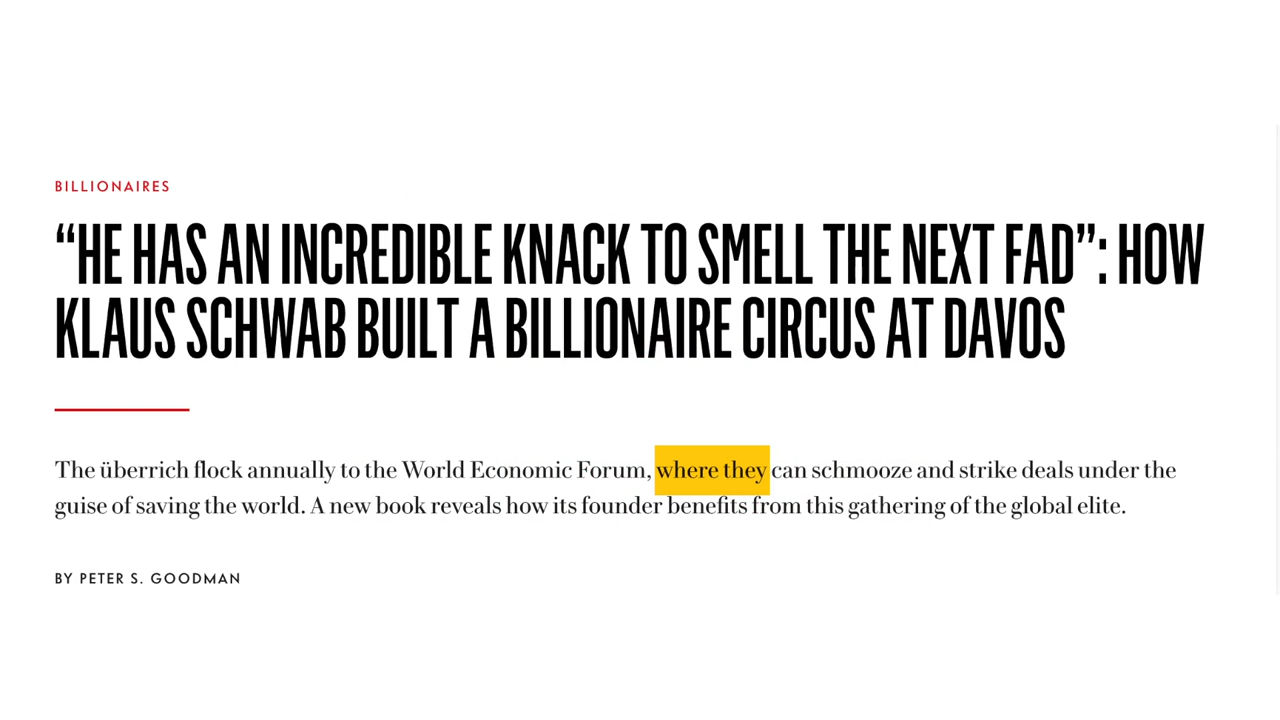 BILLIONAIRES
“HE HAS AN INCREDIBLE KNACK TO SMELL THE NEXT FAD”: HOW
KLAUS SCHWAB BUILT A BILLIONAIRE CIRCUS AT DAVOS
The überrich flock annually to the World Economic Forum, where they can schmooze and strike deals under the
guise of saving the world. A new book reveals how its founder benefits from this gathering of the global elite.
BY PETER S. GOODMAN